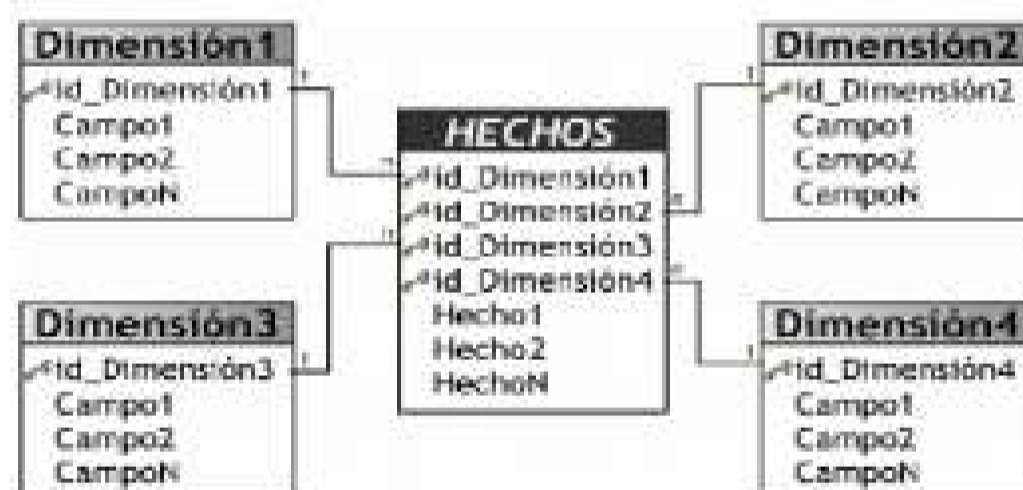 Dimensión1
id_Dimensión1
Campo1
Campo2
CampoN
Dimensión2
id_Dimensión2
Campo1
Campo2
CampoN
HECHOS
id_Dimensión1
id_Dimensión2
id_Dimensión3
id_Dimensión4
Hecho1
Hecho2
HechoN
Dimensión3
id_Dimensión3
Campo1
Campo2
CampoN
Dimensión4
id_Dimensión4
Campo1
Campo2
CampoN